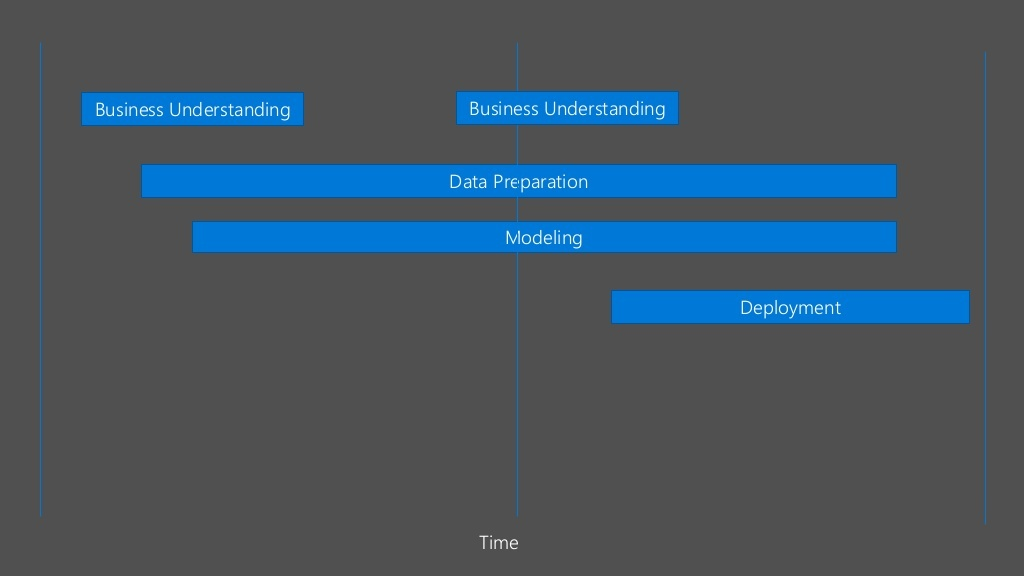 Business Understanding
Business Understanding
Data Preparation
Modeling
Deployment
Time